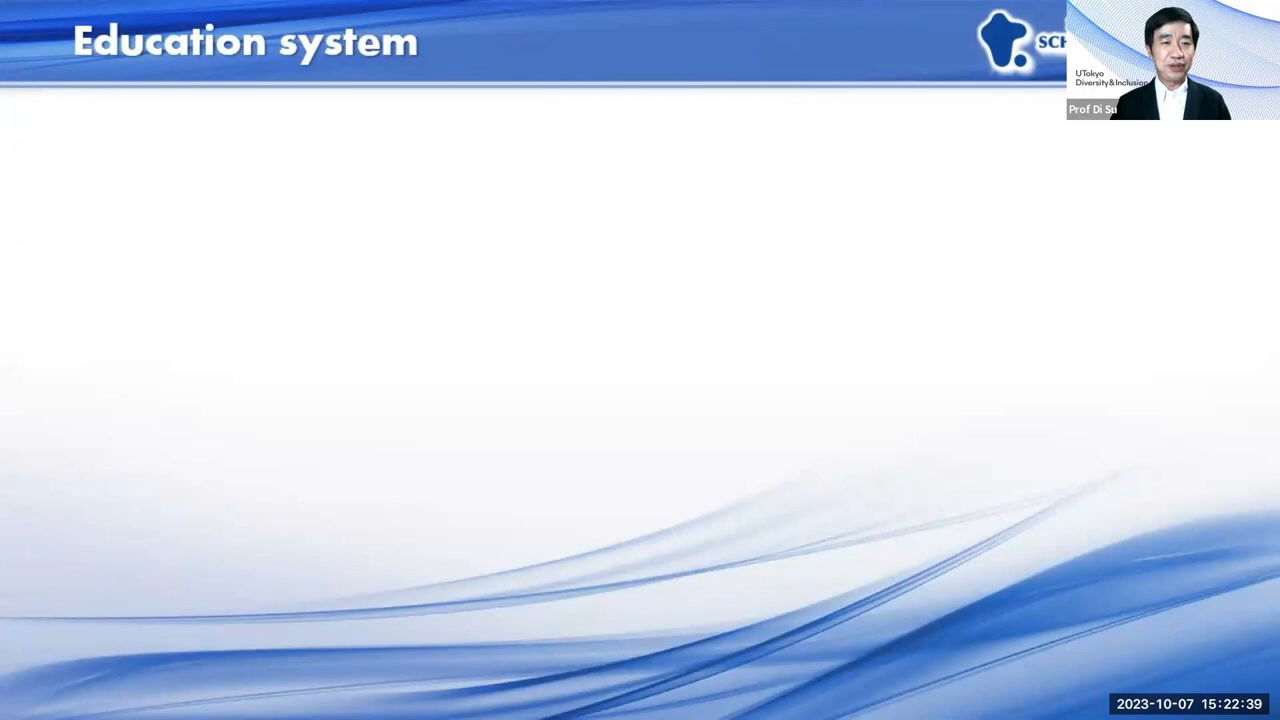 Education system
SCH
UTokyo
Diversity&Inclusion
Prof Di Su
2023-10-07 15:22:39